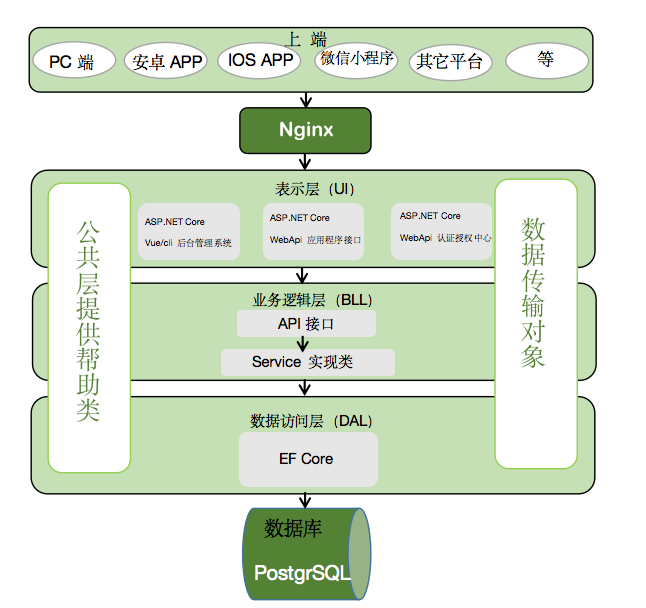 上 端
PC 端
安卓 APP
IOS APP
微信小程序
其它平台
等
Nginx
表示层（UI）
ASP.NET Core
Vue/cli 后台管理系统
ASP.NET Core
WebApi 应用程序接口
ASP.NET Core
WebApi 认证授权中心
公共层提供帮助类
数据传输对象
业务逻辑层（BLL）
API 接口
Service 实现类
数据访问层（DAL）
EF Core
数据库
PostgrSQL